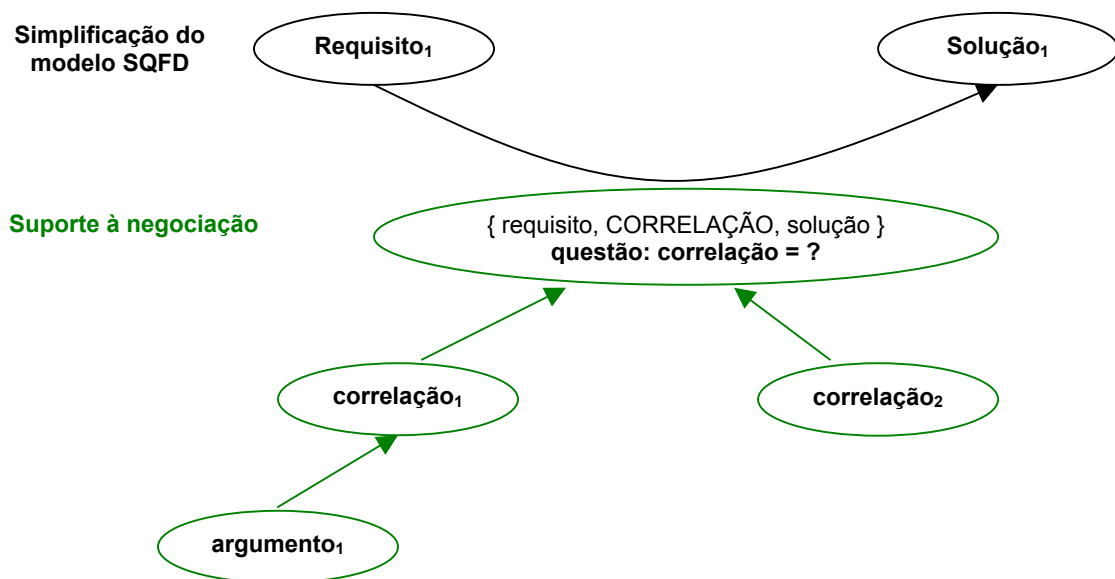 Simplificação do
modelo SQFD
Requisito₁
Solução₁
Suporte à negociação
{ requisito, CORRELAÇÃO, solução }
questão: correlação = ?
correlação₁
correlação₂
argumento₁